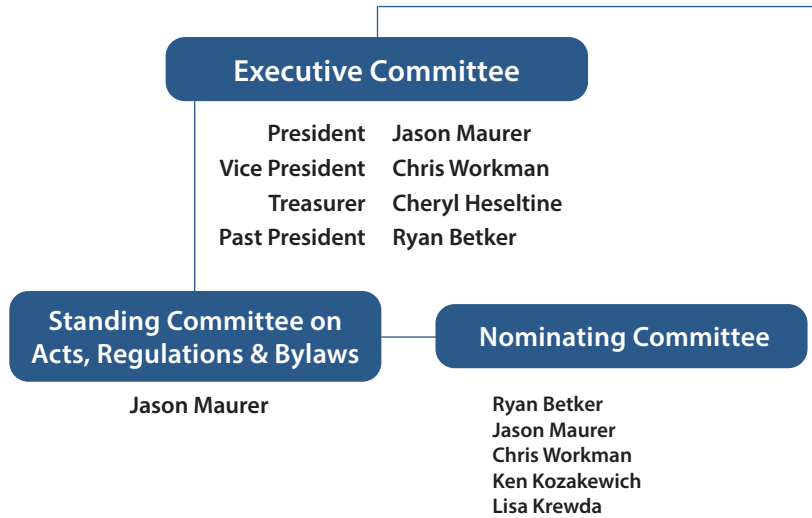 Executive Committee
President Jason Maurer
Vice President Chris Workman
Treasurer Cheryl Heseltine
Past President Ryan Betker
Standing Committee on
Acts, Regulations & Bylaws
Jason Maurer
Nominating Committee
Ryan Betker
Jason Maurer
Chris Workman
Ken Kozakewich
Lisa Krewda